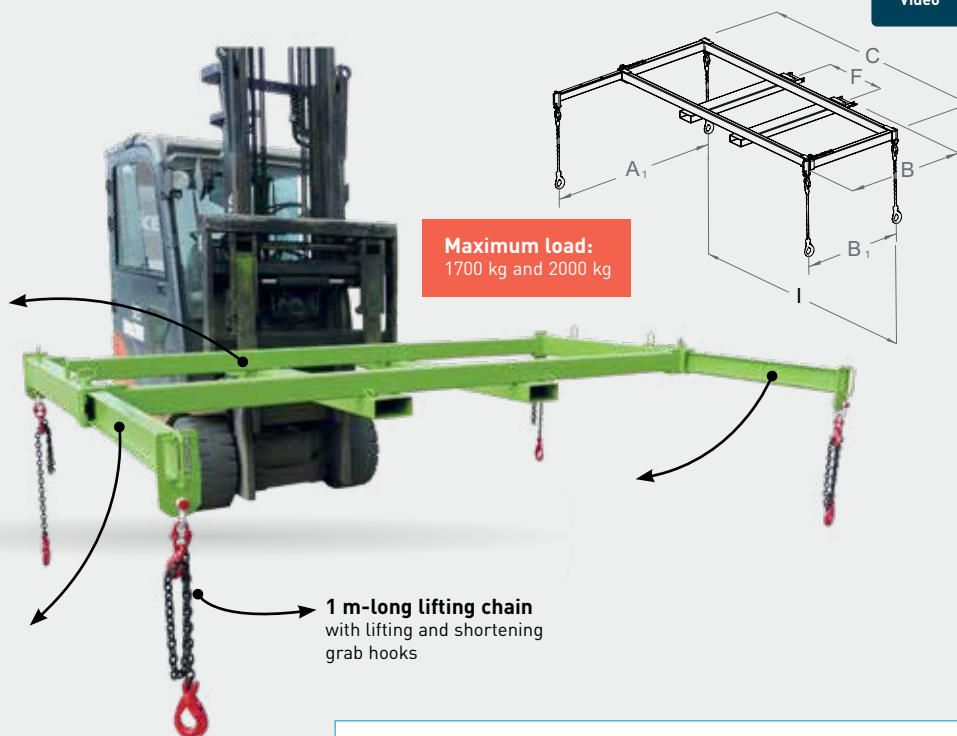 Video
C
F
A₁
B
B₁
I
Maximum load:
1700 kg and 2000 kg
1 m-long lifting chain
with lifting and shortening
grab hooks